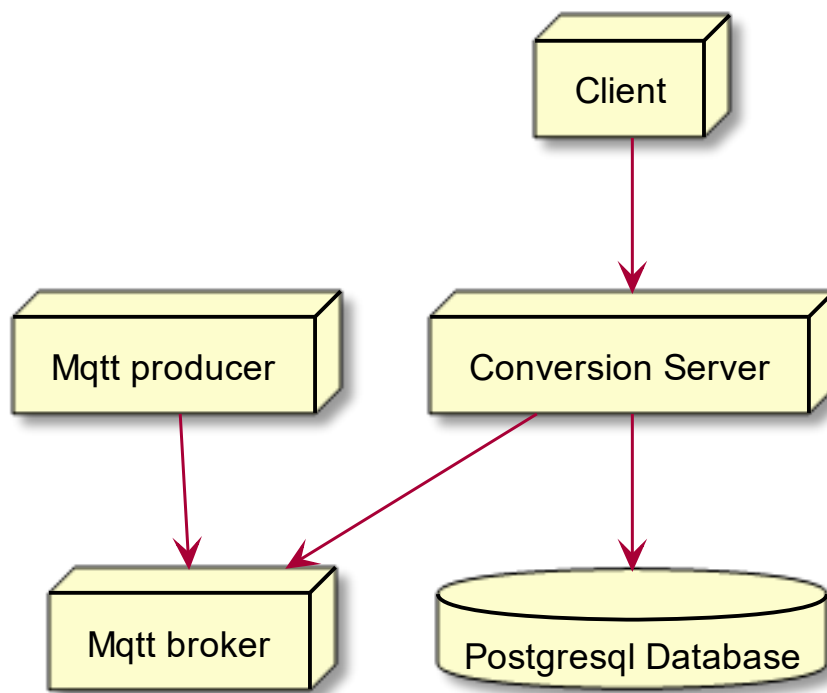 Client
Mqtt producer
Conversion Server
Mqtt broker
Postgresql Database